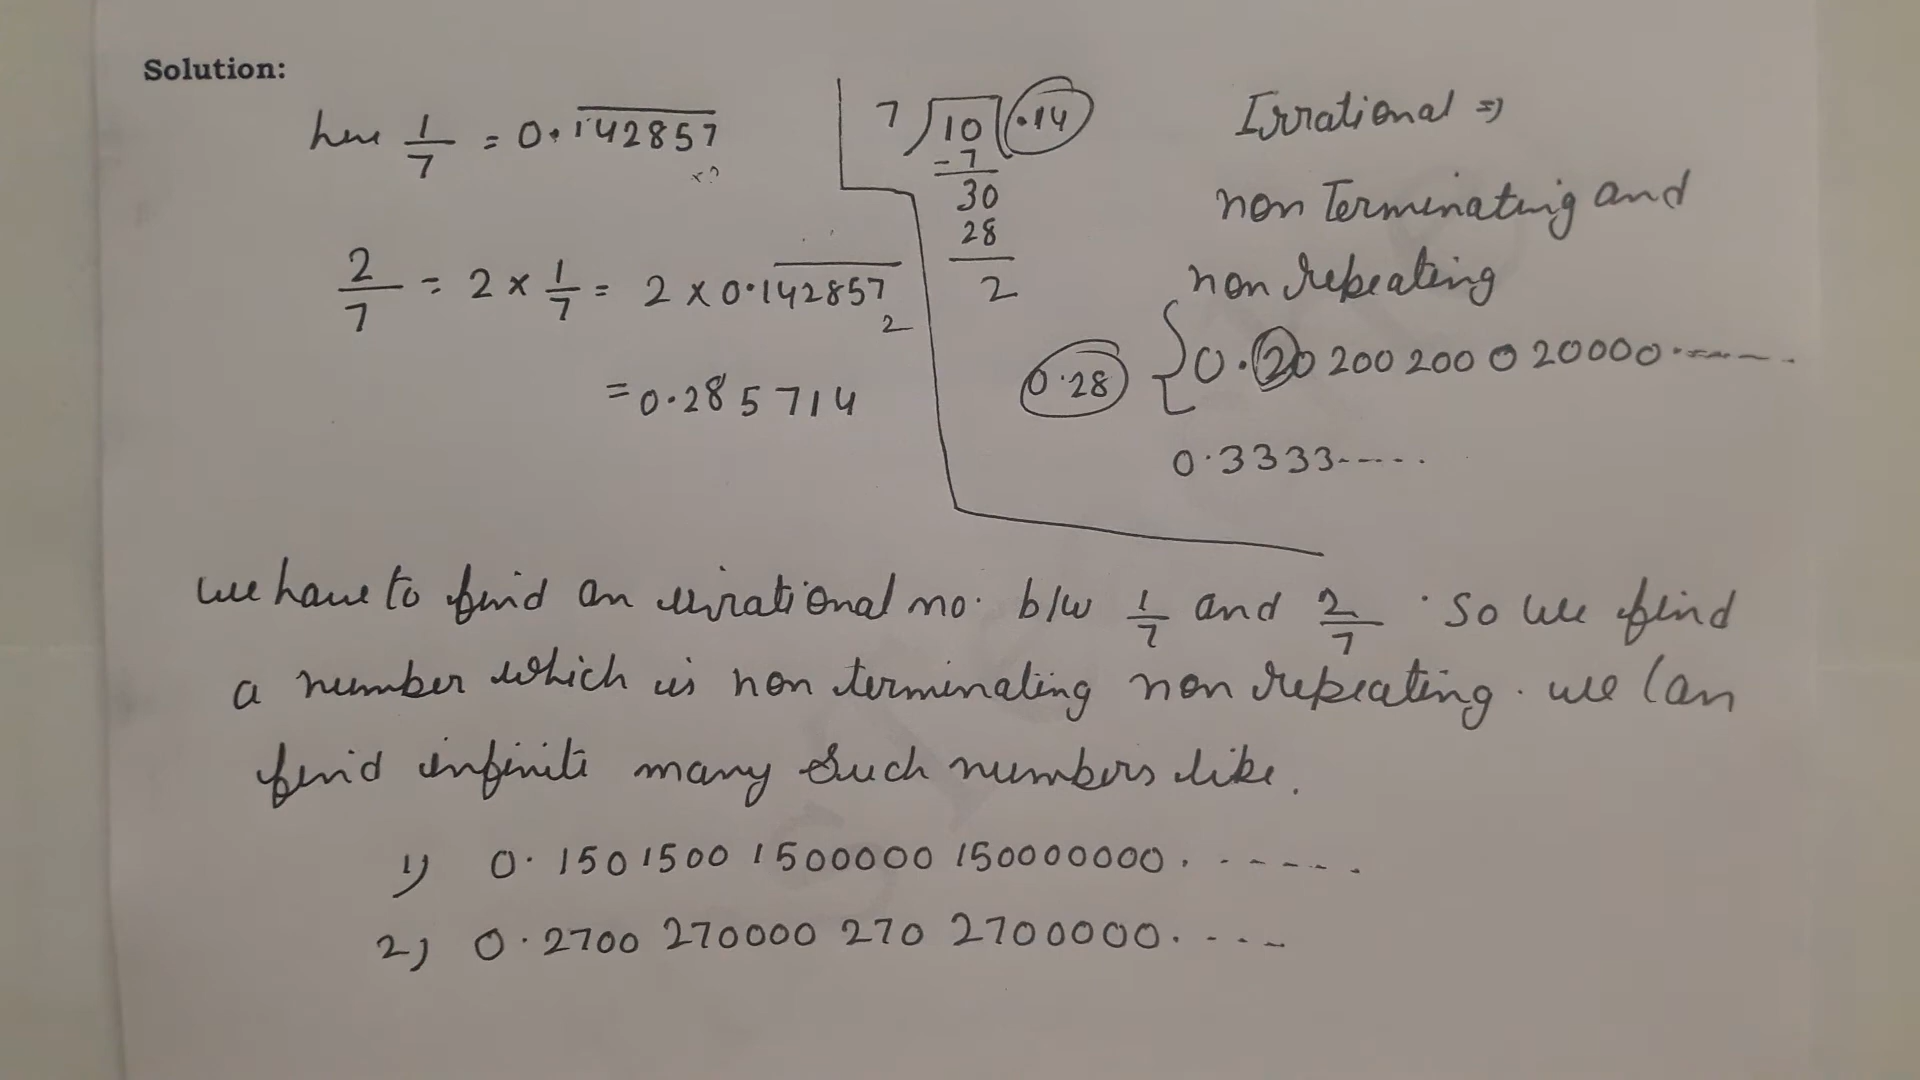 Solution:
here 1/7 = 0.142857
x2
2/7 = 2 x 1/7 = 2 x 0.142857
2
= 0.285714
7 10 .14
-7
30
28
2
Irrational ⇒
non Terminating and
non repeating
0.28
0.20 200 200 0 20000.------
0.3333-----
we have to find an irrational no. b/w 1/7 and 2/7 . So we find
a number which is non terminating non repeating. we can
find infinite many such numbers like.
1) 0.1501500 1500000 150000000. ------
2) 0.2700 270000 270 2700000. ----